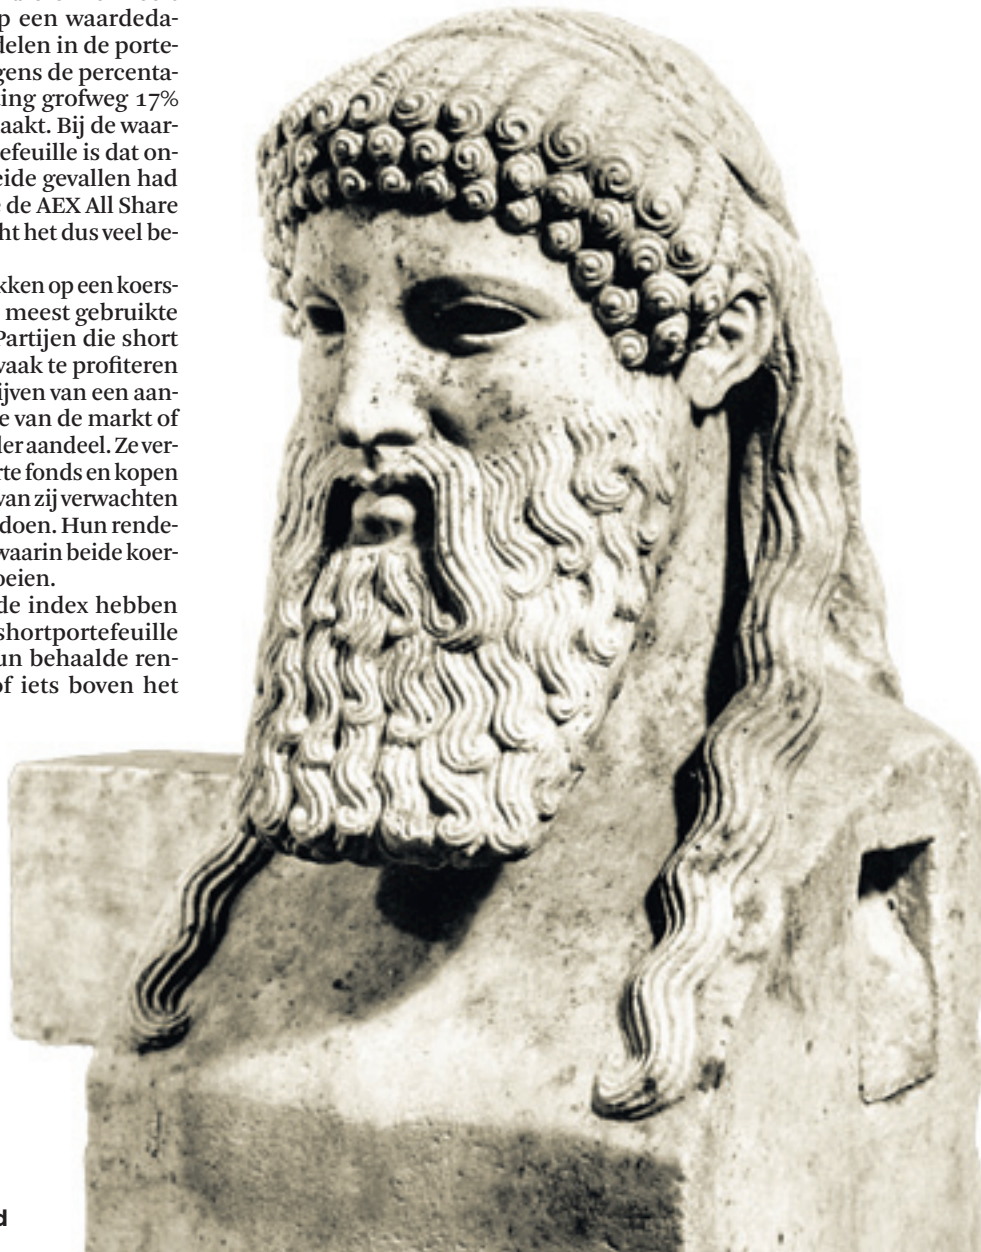 p een waardeda-
delen in de porte-
gens de percenta-
ing grofweg 17%
aakt. Bij de waar-
efeuille is dat on-
eide gevallen had
e de AEX All Share
ht het dus veel be-
kken op een koers-
meest gebruikte
Partijen die short
vaak te profiteren
ijven van een aan-
e van de markt of
der aandeel. Ze ver-
rte fonds en kopen
van zij verwachten
doen. Hun rende-
waarin beide koer-
oeien.
de index hebben
shortportefeuille
un behaalde ren-
of iets boven het
d